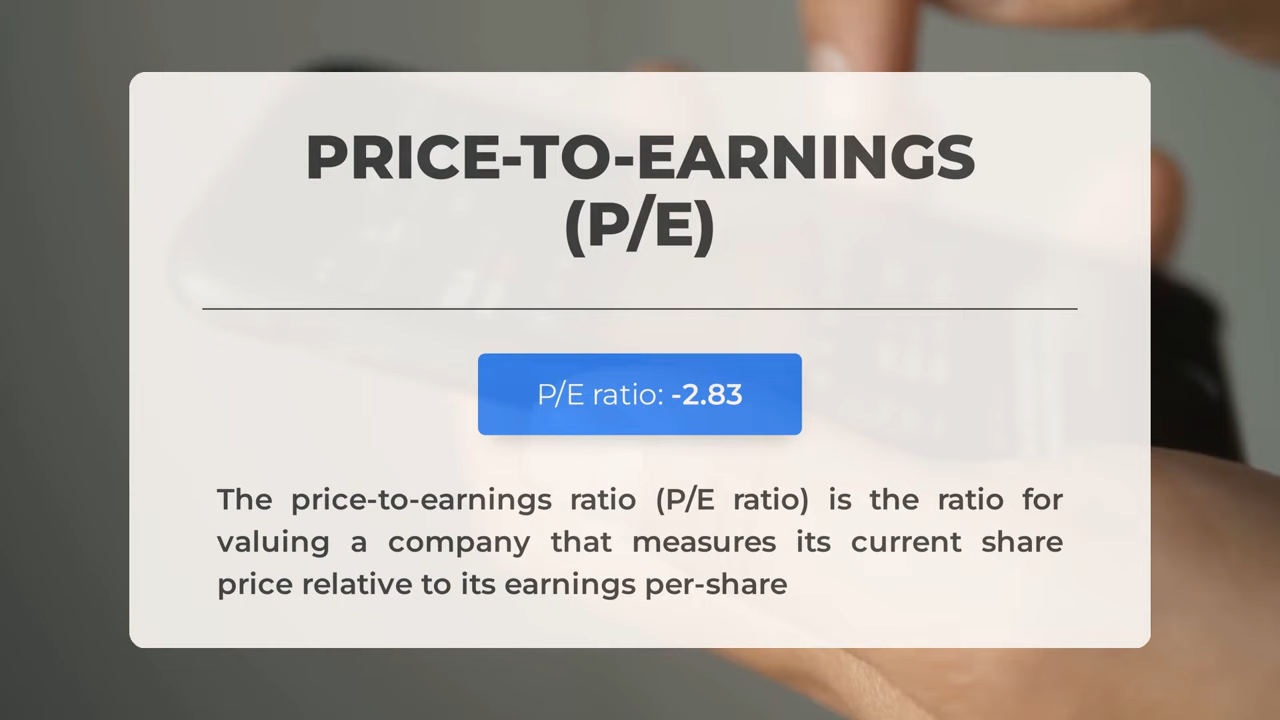 PRICE-TO-EARNINGS
(P/E)
P/E ratio: -2.83
The price-to-earnings ratio (P/E ratio) is the ratio for
valuing a company that measures its current share
price relative to its earnings per-share